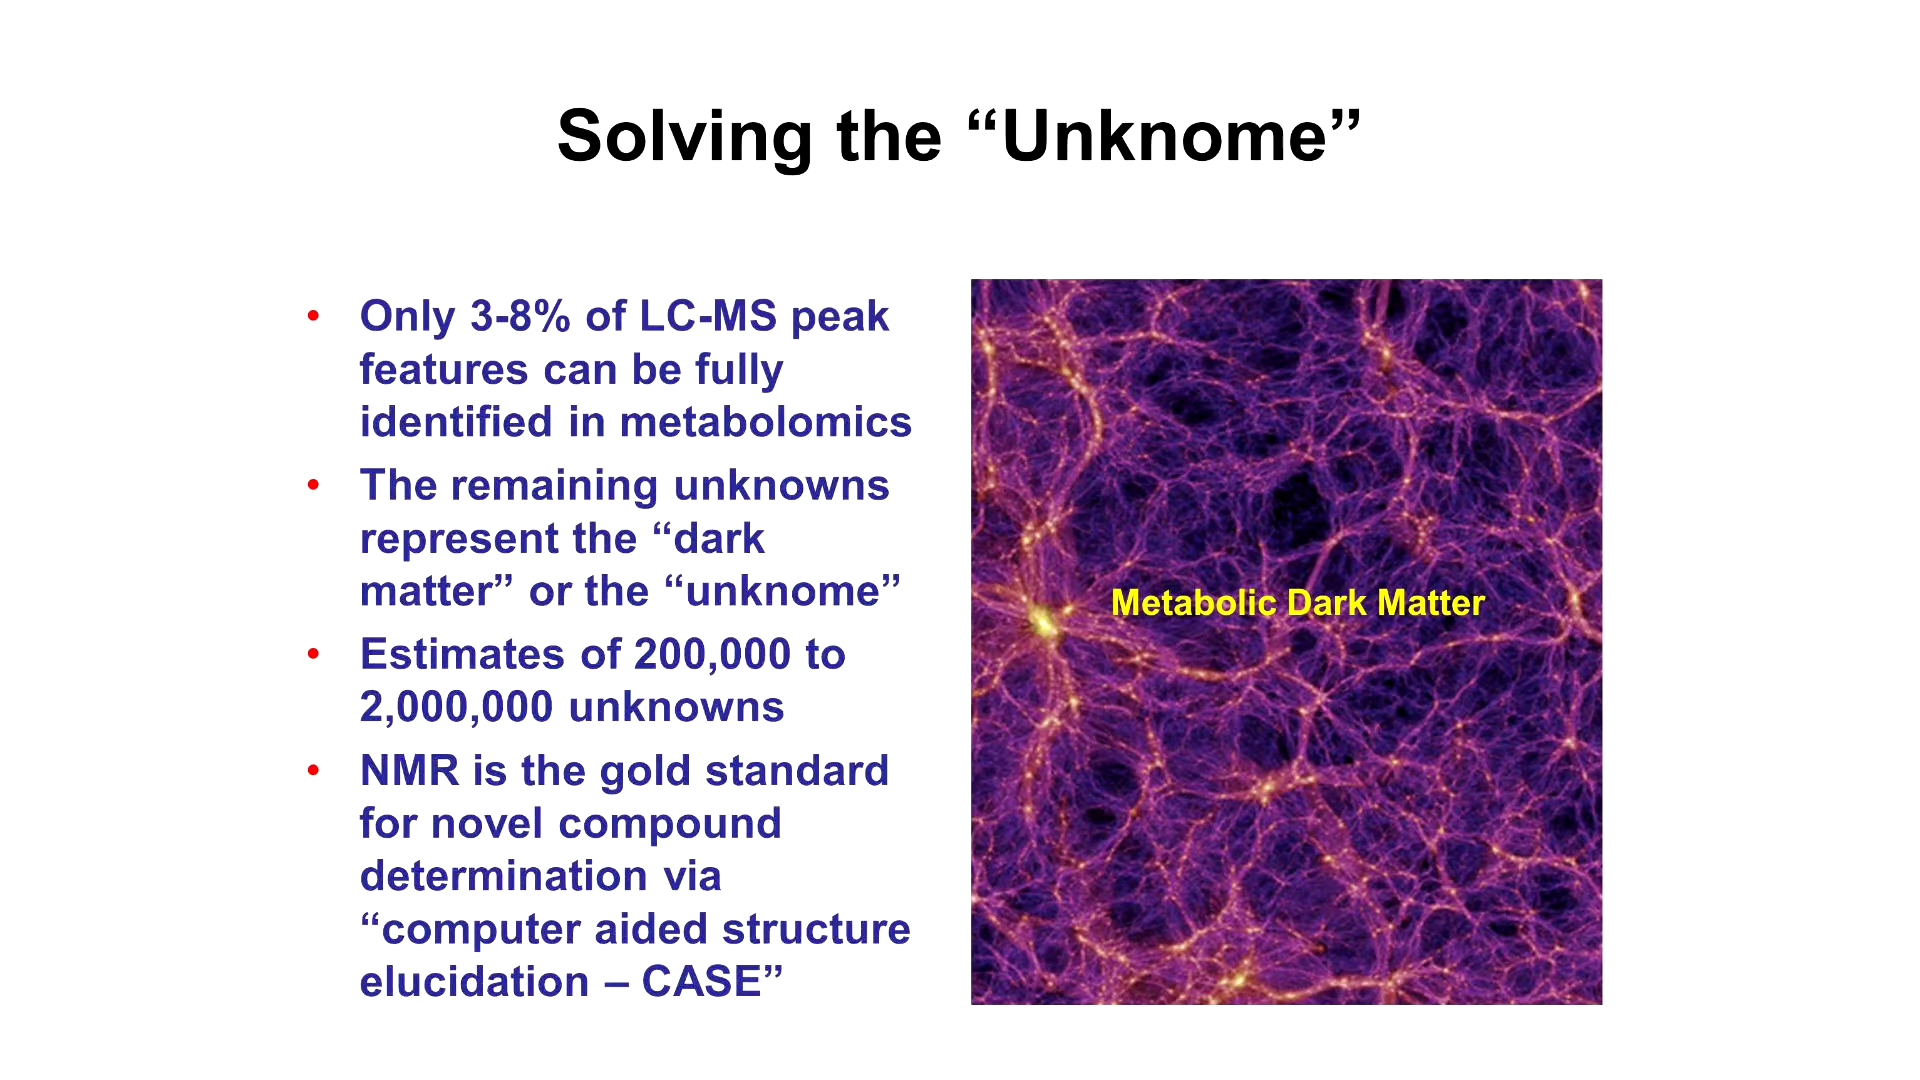 Solving the “Unknome”
• Only 3-8% of LC-MS peak
features can be fully
identified in metabolomics
• The remaining unknowns
represent the “dark
matter” or the “unknome”
• Estimates of 200,000 to
2,000,000 unknowns
• NMR is the gold standard
for novel compound
determination via
“computer aided structure
elucidation – CASE”
Metabolic Dark Matter